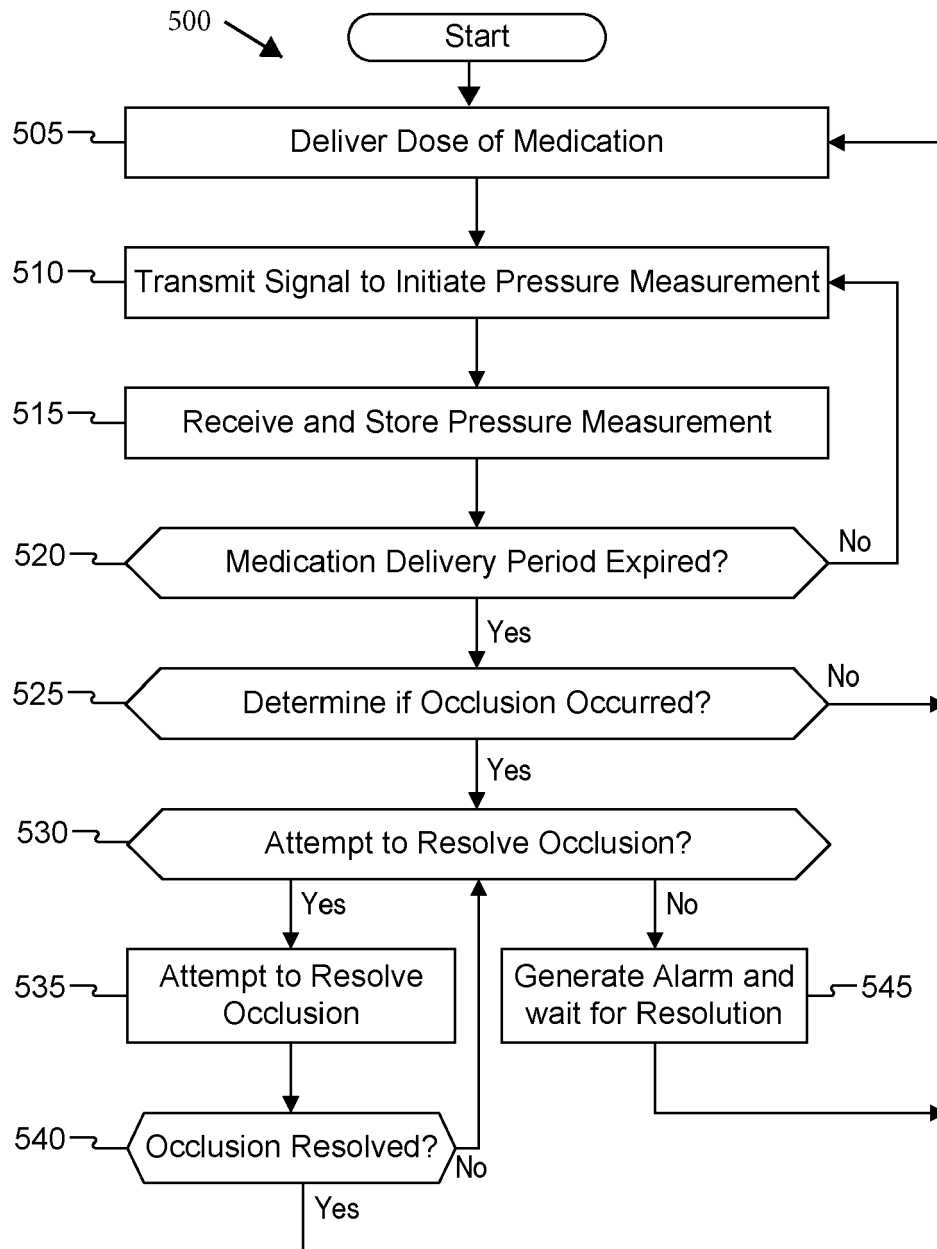 500
Start
505
Deliver Dose of Medication
510
Transmit Signal to Initiate Pressure Measurement
515
Receive and Store Pressure Measurement
520
Medication Delivery Period Expired?
No
Yes
525
Determine if Occlusion Occurred?
No
Yes
530
Attempt to Resolve Occlusion?
Yes
No
535
Attempt to Resolve
Occlusion
Generate Alarm and
wait for Resolution
545
540
Occlusion Resolved?
No
Yes